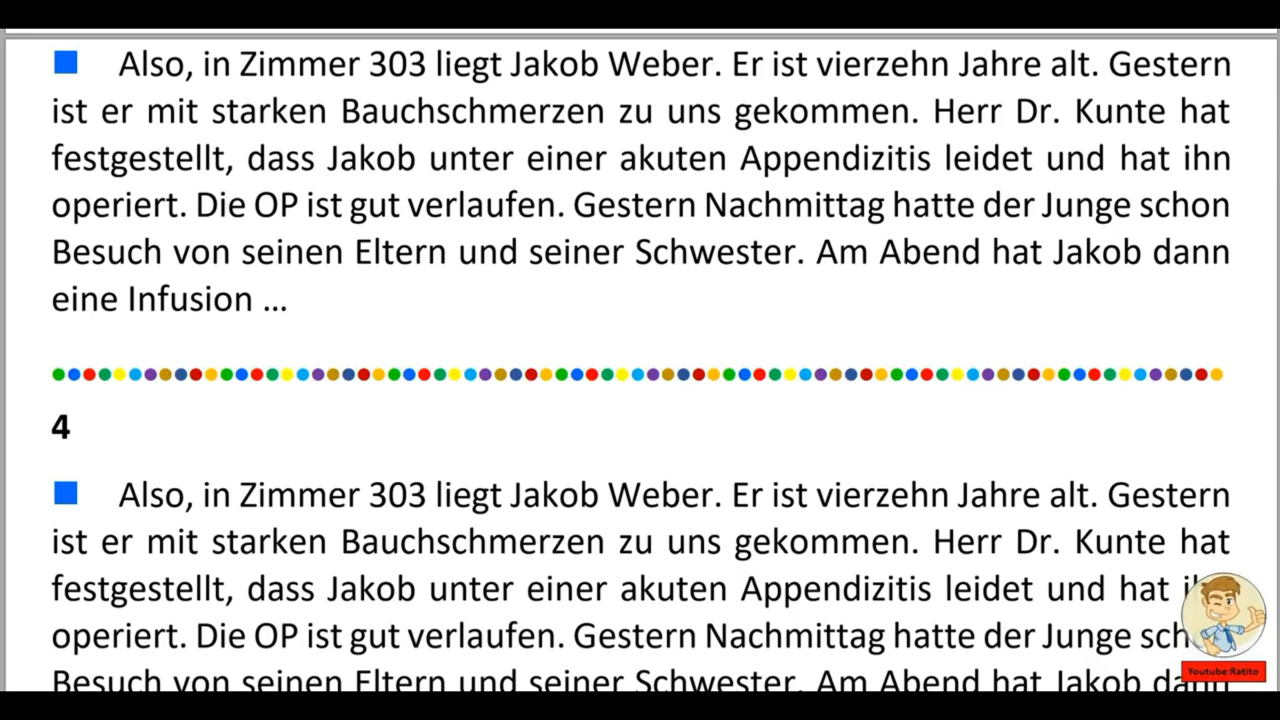 Also, in Zimmer 303 liegt Jakob Weber. Er ist vierzehn Jahre alt. Gestern
ist er mit starken Bauchschmerzen zu uns gekommen. Herr Dr. Kunte hat
festgestellt, dass Jakob unter einer akuten Appendizitis leidet und hat ihn
operiert. Die OP ist gut verlaufen. Gestern Nachmittag hatte der Junge schon
Besuch von seinen Eltern und seiner Schwester. Am Abend hat Jakob dann
eine Infusion ...
4
Also, in Zimmer 303 liegt Jakob Weber. Er ist vierzehn Jahre alt. Gestern
ist er mit starken Bauchschmerzen zu uns gekommen. Herr Dr. Kunte hat
festgestellt, dass Jakob unter einer akuten Appendizitis leidet und hat
operiert. Die OP ist gut verlaufen. Gestern Nachmittag hatte der Junge
Besuch von seinen Eltern und seiner Schwester. Am Abend hat Jakob dann
Youtube:Ratito